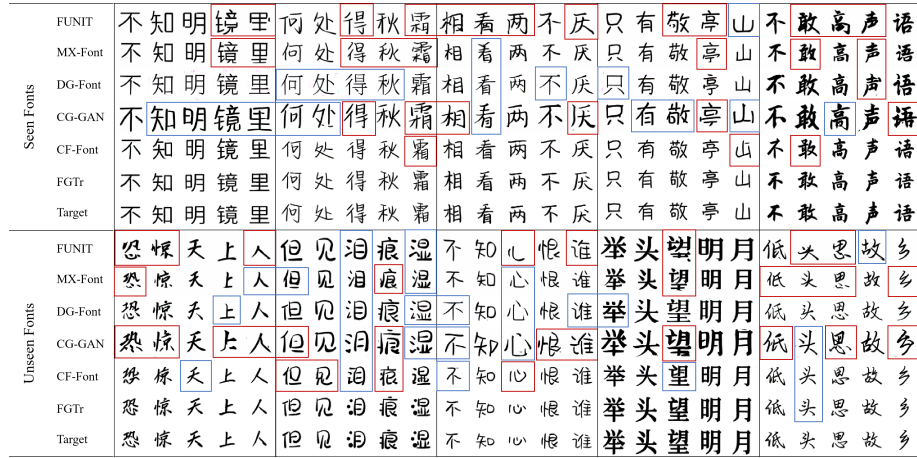 FUNIT 不知明镜里 何处得秋霜 相看两不厌 只有敬亭山 不敢高声语
MX-Font 不知明镜里 何处得秋霜 相看两不厌 只有敬亭山 不敢高声语
DG-Font 不知明镜里 何处得秋霜 相看两不厌 只有敬亭山 不敢高声语
CG-GAN 不知明镜里 何处得秋霜 相看两不厌 只有敬亭山 不敢高声语
CF-Font 不知明镜里 何处得秋霜 相看两不厌 只有敬亭山 不敢高声语
FGTr 不知明镜里 何处得秋霜 相看两不厌 只有敬亭山 不敢高声语
Target 不知明镜里 何处得秋霜 相看两不厌 只有敬亭山 不敢高声语
Seen Fonts
FUNIT 恐惊天上人 但见泪痕湿 不知心恨谁 举头望明月 低头思故乡
MX-Font 恐惊天上人 但见泪痕湿 不知心恨谁 举头望明月 低头思故乡
DG-Font 恐惊天上人 但见泪痕湿 不知心恨谁 举头望明月 低头思故乡
CG-GAN 恐惊天上人 但见泪痕湿 不知心恨谁 举头望明月 低头思故乡
CF-Font 恐惊天上人 但见泪痕湿 不知心恨谁 举头望明月 低头思故乡
FGTr 恐惊天上人 但见泪痕湿 不知心恨谁 举头望明月 低头思故乡
Target 恐惊天上人 但见泪痕湿 不知心恨谁 举头望明月 低头思故乡
Unseen Fonts